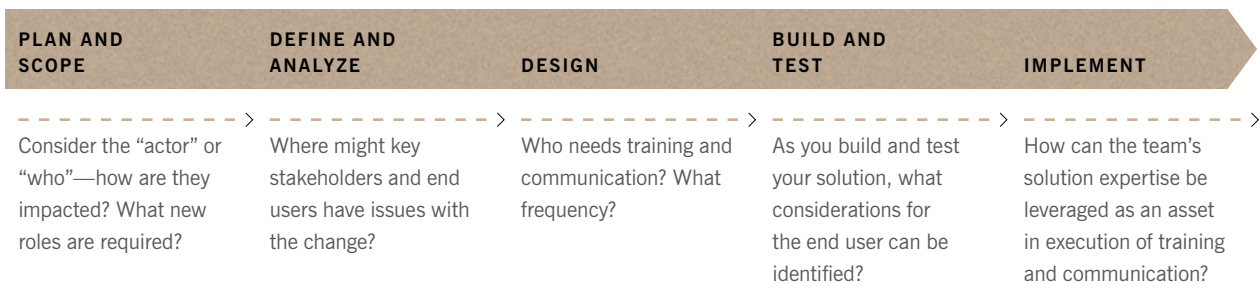 PLAN AND
SCOPE
DEFINE AND
ANALYZE
DESIGN
BUILD AND
TEST
IMPLEMENT
Consider the “actor” or
“who”—how are they
impacted? What new
roles are required?
Where might key
stakeholders and end
users have issues with
the change?
Who needs training and
communication? What
frequency?
As you build and test
your solution, what
considerations for
the end user can be
identified?
How can the team’s
solution expertise be
leveraged as an asset
in execution of training
and communication?